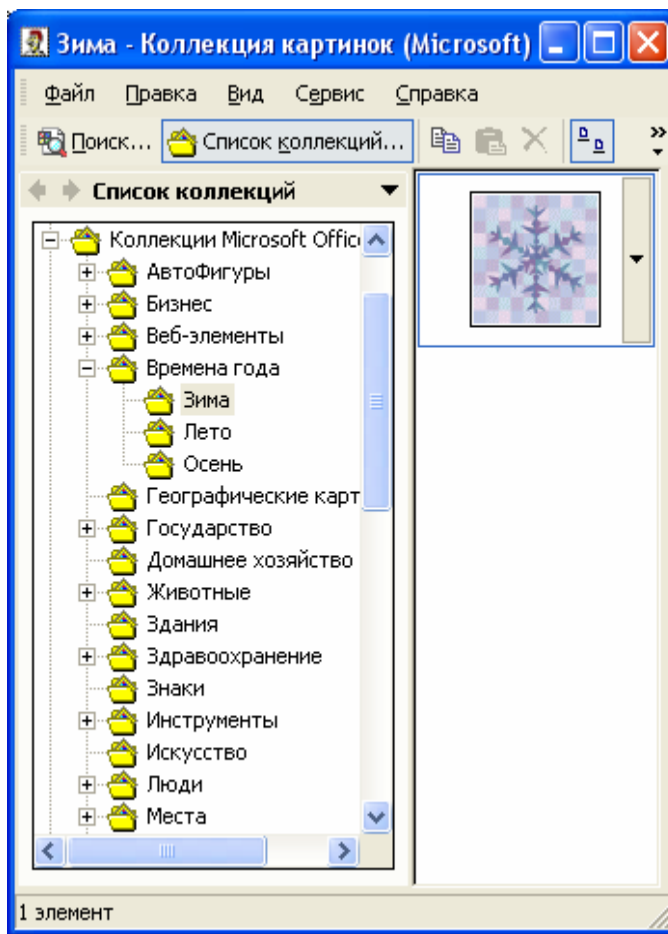 Зима - Коллекция картинок (Microsoft)
Файл Правка Вид Сервис Справка
Поиск... Список коллекций...
Список коллекций
Коллекции Microsoft Offic
АвтоФигуры
Бизнес
Веб-элементы
Времена года
Зима
Лето
Осень
Географические карт
Государство
Домашнее хозяйство
Животные
Здания
Здравоохранение
Знаки
Инструменты
Искусство
Люди
Места
1 элемент